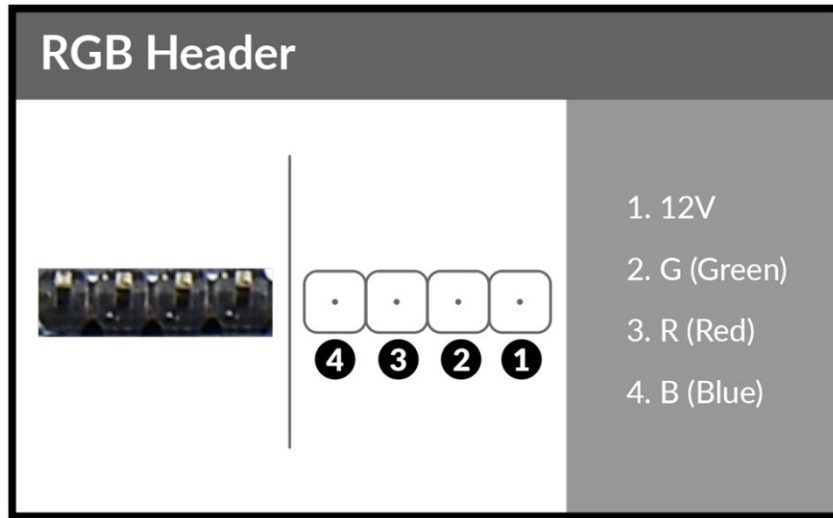 RGB Header
4 3 2 1
1. 12V
2. G (Green)
3. R (Red)
4. B (Blue)